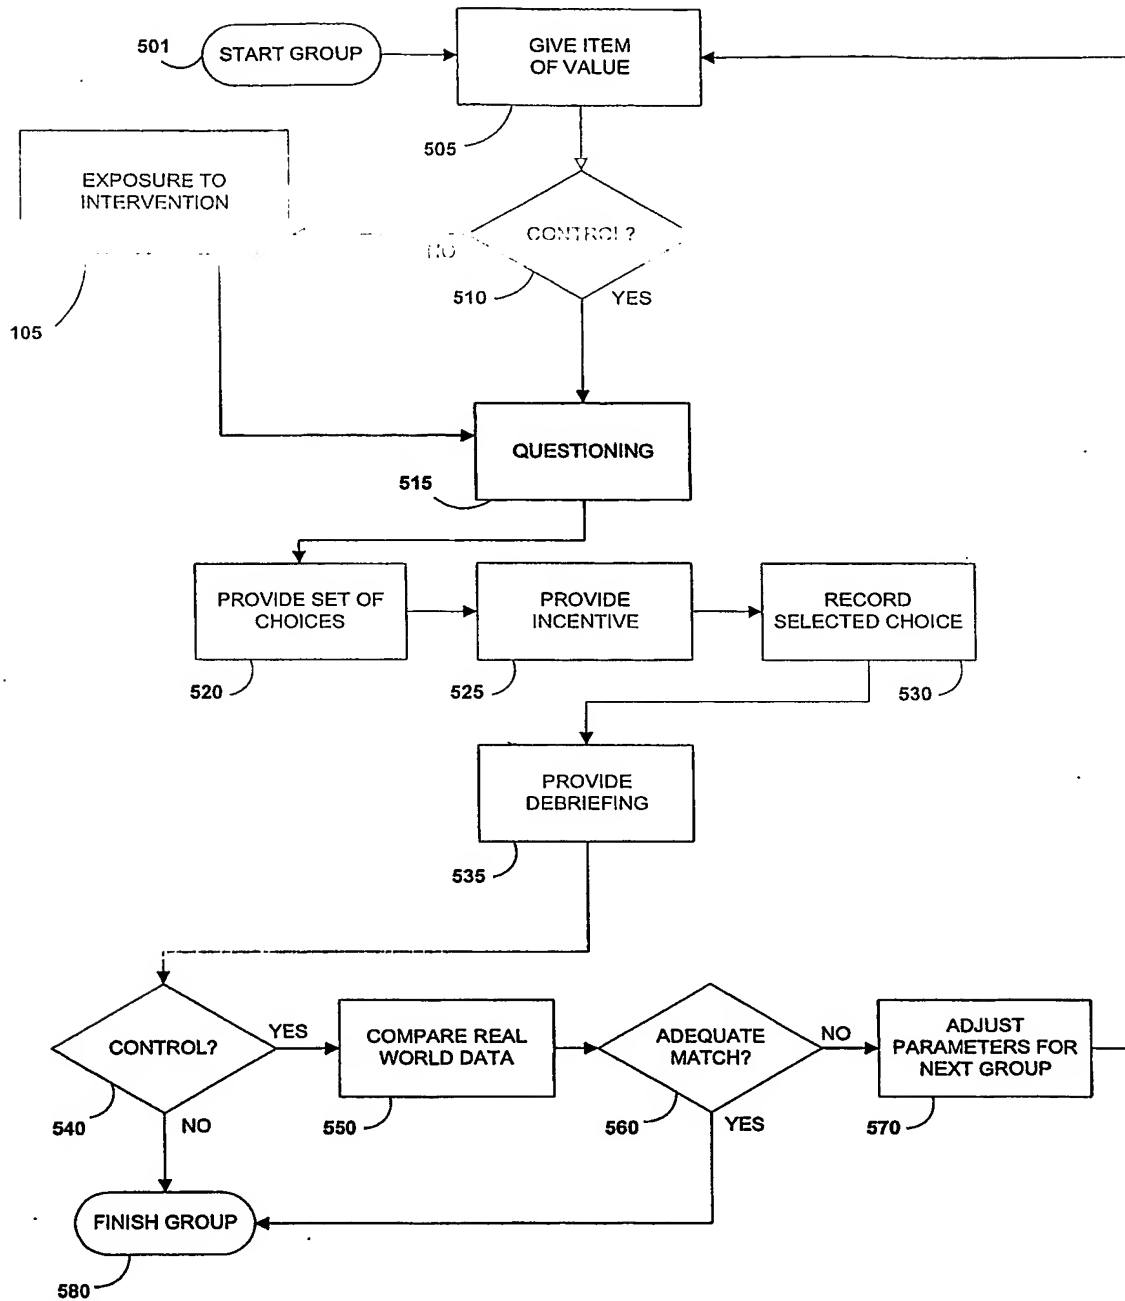 501
START GROUP
GIVE ITEM
OF VALUE
505
EXPOSURE TO
INTERVENTION
105
CONTROL?
NO
510
YES
QUESTIONING
515
PROVIDE SET OF
CHOICES
520
PROVIDE
INCENTIVE
525
RECORD
SELECTED CHOICE
530
PROVIDE
DEBRIEFING
535
CONTROL?
YES
540
NO
COMPARE REAL
WORLD DATA
550
ADEQUATE
MATCH?
NO
560
YES
ADJUST
PARAMETERS FOR
NEXT GROUP
570
FINISH GROUP
580